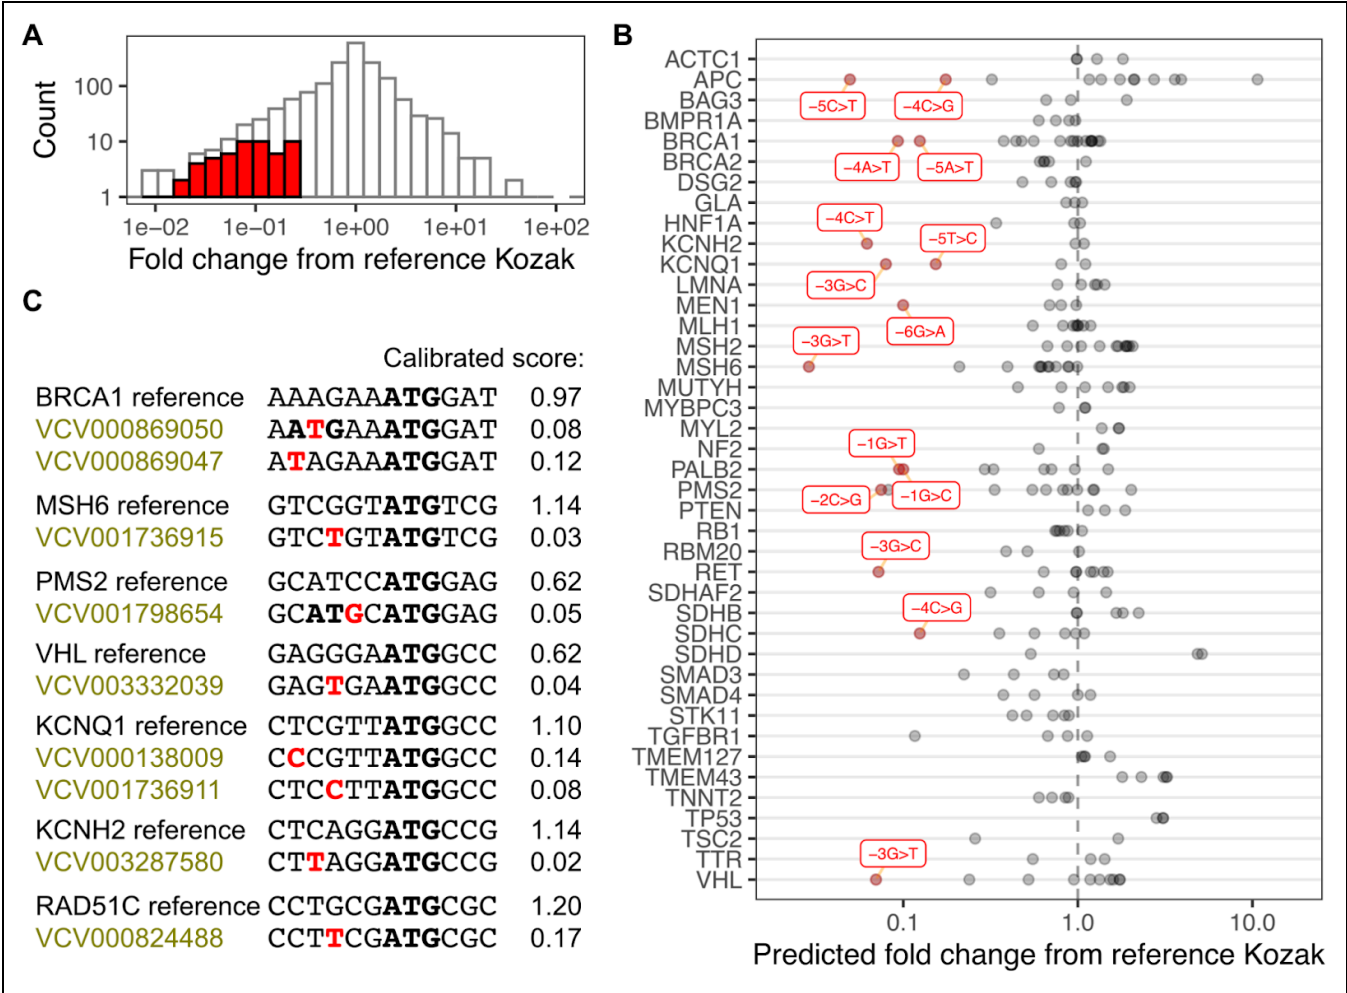 A
Count
100
10
1
1e−02 1e−01 1e+00 1e+01 1e+02
Fold change from reference Kozak
B
ACTC1
APC
−5C>T −4C>G
BAG3
BMPR1A
BRCA1
−4A>T −5A>T
BRCA2
DSG2
GLA
−4C>T
HNF1A
−5T>C
KCNH2
KCNQ1
−3G>C
LMNA
MEN1
−6G>A
MLH1
−3G>T
MSH2
MSH6
MUTYH
MYBPC3
MYL2
−1G>T
NF2
PALB2
PMS2
−2C>G −1G>C
PTEN
RB1
−3G>C
RBM20
RET
SDHAF2
−4C>G
SDHB
SDHC
SDHD
SMAD3
SMAD4
STK11
TGFBR1
TMEM127
TMEM43
TNNT2
TP53
TSC2
−3G>T
TTR
VHL
0.1 1.0 10.0
Predicted fold change from reference Kozak
C
Calibrated score:
BRCA1 reference AAAGAAATGGAT 0.97
VCV000869050 AATGAAATGGAT 0.08
VCV000869047 ATAGAAATGGAT 0.12
MSH6 reference GTCGGTATGTCG 1.14
VCV001736915 GTCTGTATGTCG 0.03
PMS2 reference GCATCCATGGAG 0.62
VCV001798654 GCATGCATGGAG 0.05
VHL reference GAGGGAATGGCC 0.62
VCV003332039 GAGTGAATGGCC 0.04
KCNQ1 reference CTCGTTATGGCC 1.10
VCV000138009 CCCGTTATGGCC 0.14
VCV001736911 CTCCTTATGGCC 0.08
KCNH2 reference CTCAGGATGCCG 1.14
VCV003287580 CTTAGGATGCCG 0.02
RAD51C reference CCTGCGATGCGC 1.20
VCV000824488 CCTTCGATGCGC 0.17